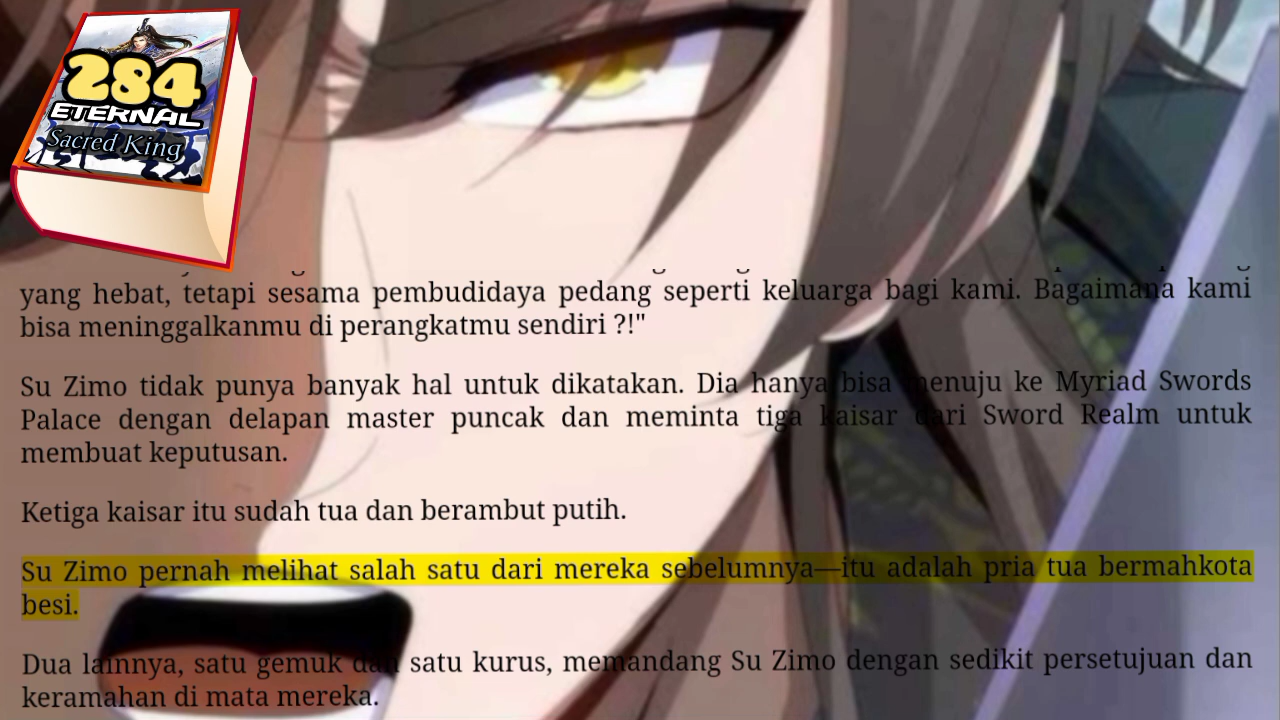 284
ETERNAL
Sacred King
yang hebat, tetapi sesama pembudidaya pedang seperti keluarga bagi kami. Bagaimana kami
bisa meninggalkanmu di perangkatmu sendiri ?!"
Su Zimo tidak punya banyak hal untuk dikatakan. Dia hanya bisa menuju ke Myriad Swords
Palace dengan delapan master puncak dan meminta tiga kaisar dari Sword Realm untuk
membuat keputusan.
Ketiga kaisar itu sudah tua dan berambut putih.
Su Zimo pernah melihat salah satu dari mereka sebelumnya—itu adalah pria tua bermahkota
besi.
Dua lainnya, satu gemuk dan satu kurus, memandang Su Zimo dengan sedikit persetujuan dan
keramahan di mata mereka.